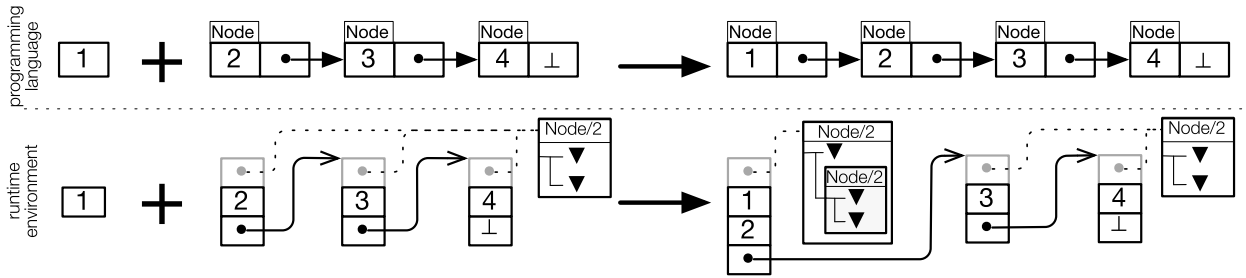 programming
language
1 + Node 2 Node 3 Node 4 ⊥ Node 1 Node 2 Node 3 Node 4 ⊥
runtime
environment
1 + 2 3 4 ⊥ Node/2 1 2 Node/2 Node/2 3 4 ⊥ Node/2